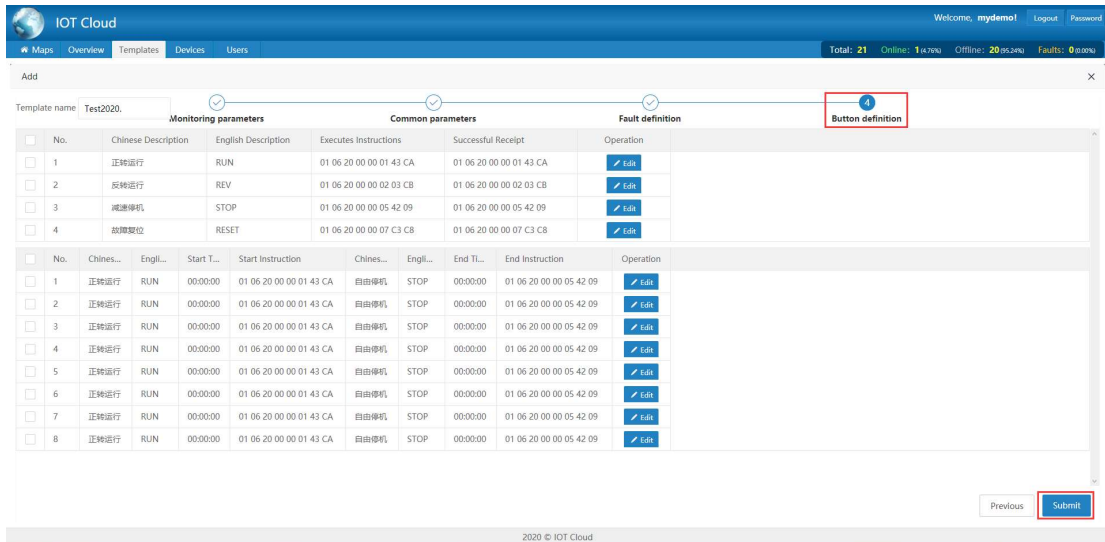 IOT Cloud
Welcome, mydemo! Logout Password
Maps Overview Templates Devices Users Total: 21 Online: 1(4.76%) Offline: 20(95.24%) Faults: 0(0.00%)
Add ×
Template name Test2020.
4
Monitoring parameters Common parameters Fault definition Button definition
No. Chinese Description English Description Executes Instructions Successful Receipt Operation
1 正转运行 RUN 01 06 20 00 00 01 43 CA 01 06 20 00 00 01 43 CA Edit
2 反转运行 REV 01 06 20 00 00 02 03 CB 01 06 20 00 00 02 03 CB Edit
3 减速停机 STOP 01 06 20 00 00 05 42 09 01 06 20 00 00 05 42 09 Edit
4 故障复位 RESET 01 06 20 00 00 07 C3 C8 01 06 20 00 00 07 C3 C8 Edit
No. Chines... Engli... Start T... Start Instruction Chines... Engli... End Ti... End Instruction Operation
1 正转运行 RUN 00:00:00 01 06 20 00 00 01 43 CA 自由停机 STOP 00:00:00 01 06 20 00 00 05 42 09 Edit
2 正转运行 RUN 00:00:00 01 06 20 00 00 01 43 CA 自由停机 STOP 00:00:00 01 06 20 00 00 05 42 09 Edit
3 正转运行 RUN 00:00:00 01 06 20 00 00 01 43 CA 自由停机 STOP 00:00:00 01 06 20 00 00 05 42 09 Edit
4 正转运行 RUN 00:00:00 01 06 20 00 00 01 43 CA 自由停机 STOP 00:00:00 01 06 20 00 00 05 42 09 Edit
5 正转运行 RUN 00:00:00 01 06 20 00 00 01 43 CA 自由停机 STOP 00:00:00 01 06 20 00 00 05 42 09 Edit
6 正转运行 RUN 00:00:00 01 06 20 00 00 01 43 CA 自由停机 STOP 00:00:00 01 06 20 00 00 05 42 09 Edit
7 正转运行 RUN 00:00:00 01 06 20 00 00 01 43 CA 自由停机 STOP 00:00:00 01 06 20 00 00 05 42 09 Edit
8 正转运行 RUN 00:00:00 01 06 20 00 00 01 43 CA 自由停机 STOP 00:00:00 01 06 20 00 00 05 42 09 Edit
Previous Submit
2020 © IOT Cloud